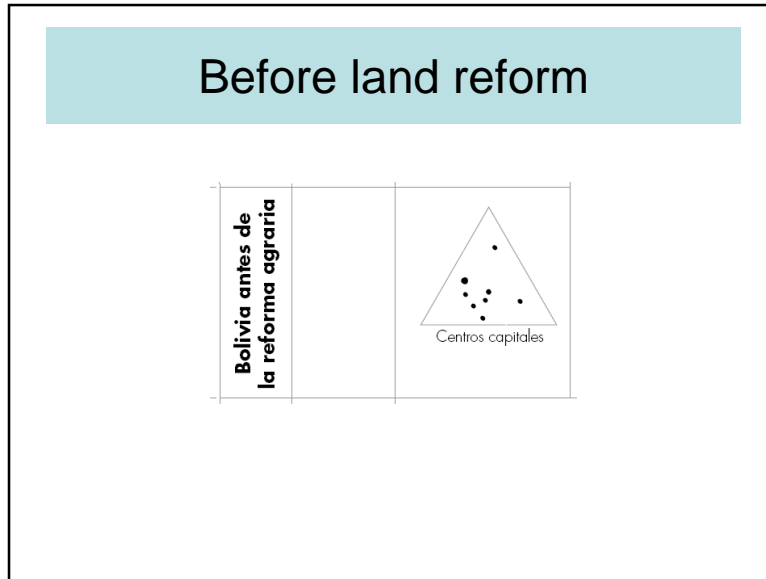 Before land reform
Bolivia antes de
la reforma agraria
Centros capitales